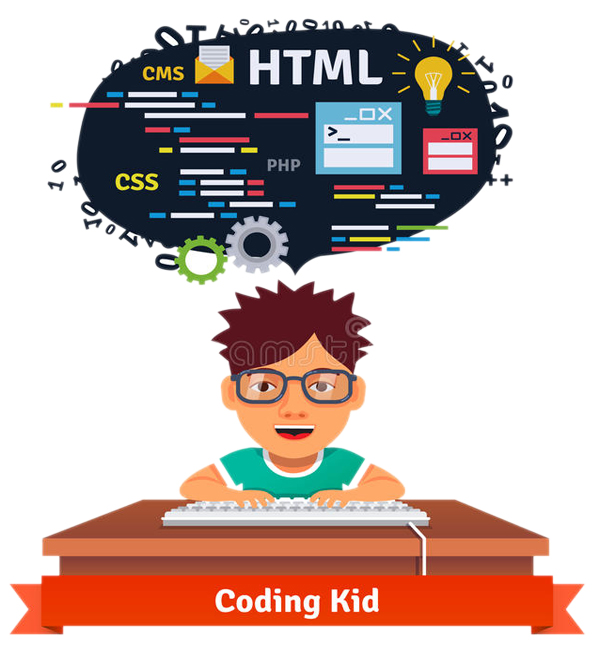 CMS
HTML
>_
_□×
_□×
PHP
CSS
++
Coding Kid